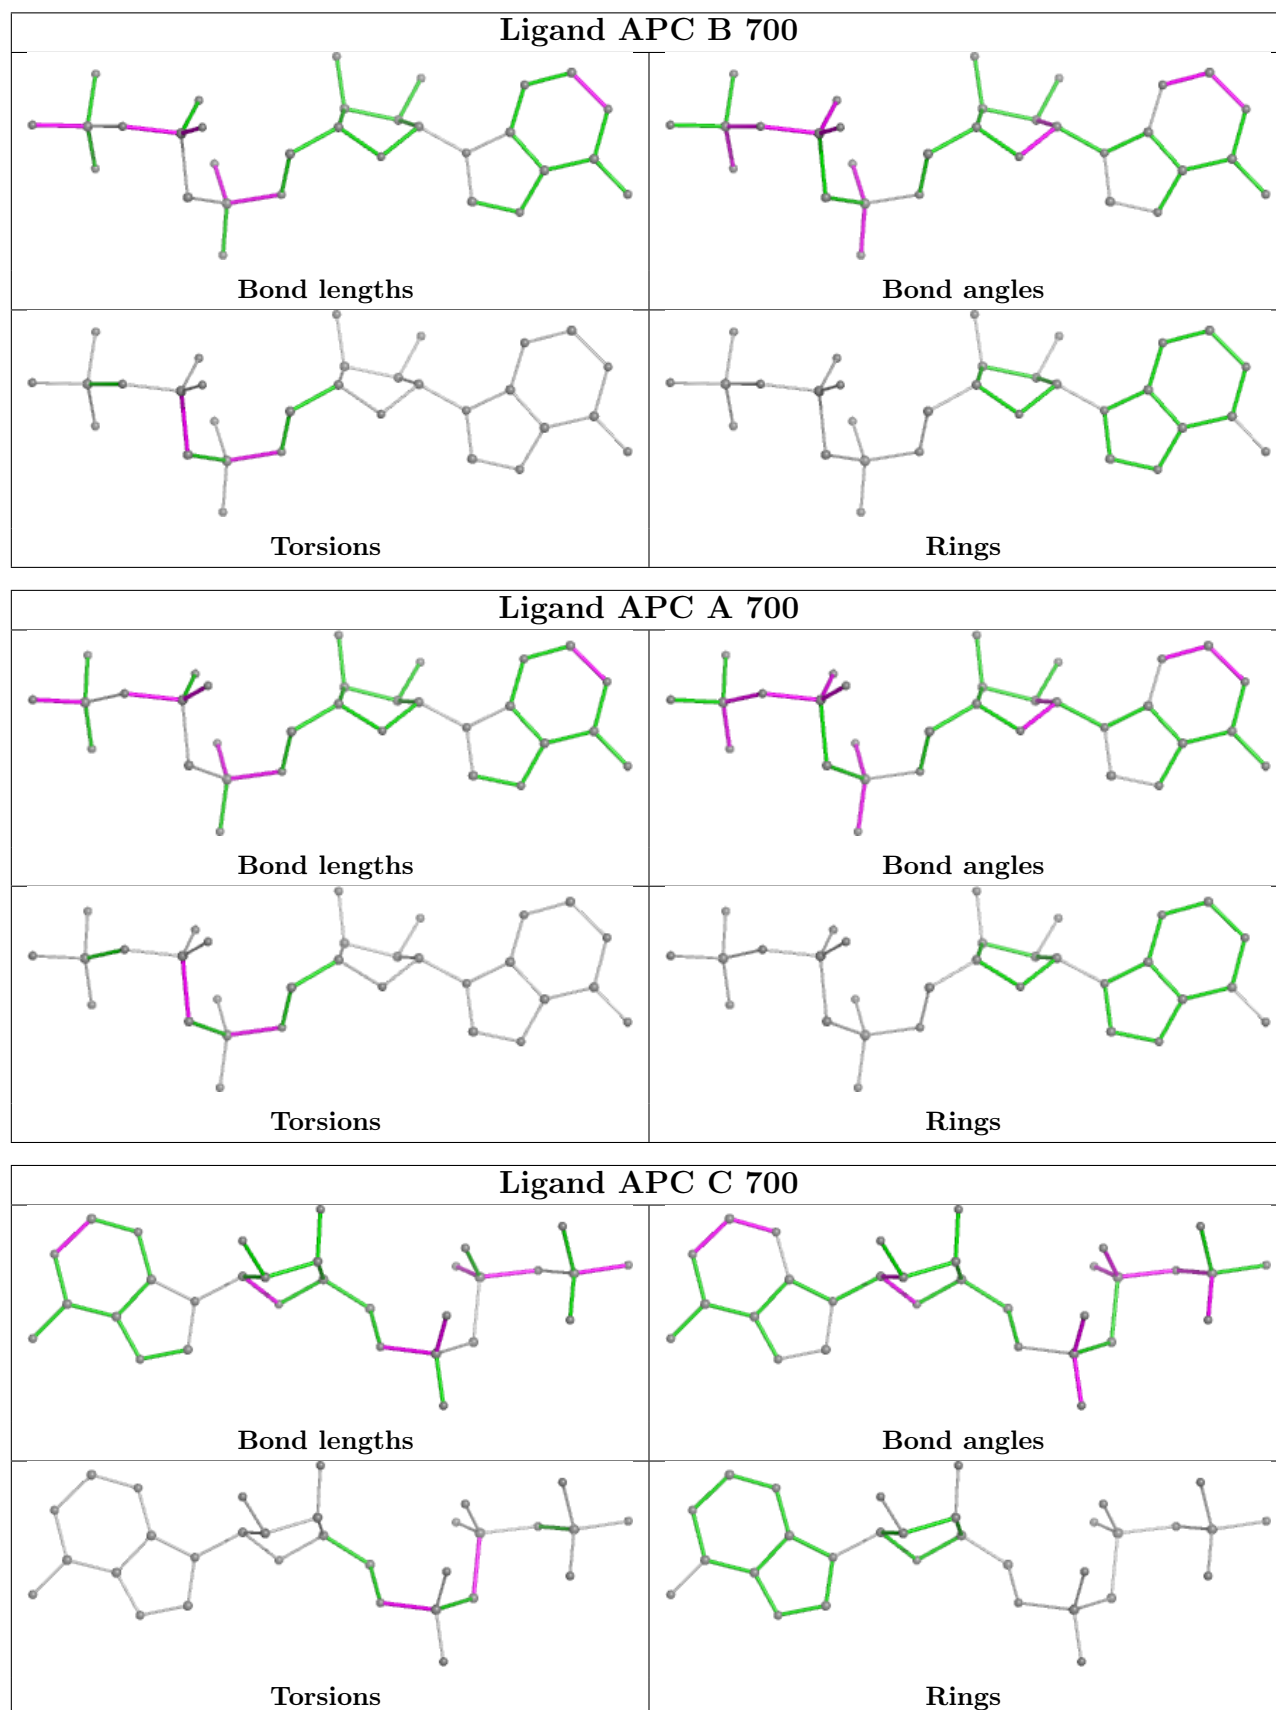 Ligand APC B 700
Bond lengths
Bond angles
Torsions
Rings
Ligand APC A 700
Bond lengths
Bond angles
Torsions
Rings
Ligand APC C 700
Bond lengths
Bond angles
Torsions
Rings